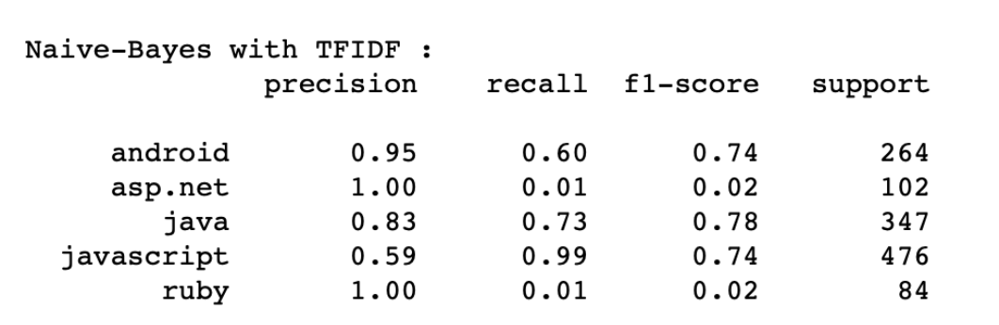 Naive-Bayes with TFIDF :
precision recall f1-score support
android 0.95 0.60 0.74 264
asp.net 1.00 0.01 0.02 102
java 0.83 0.73 0.78 347
javascript 0.59 0.99 0.74 476
ruby 1.00 0.01 0.02 84